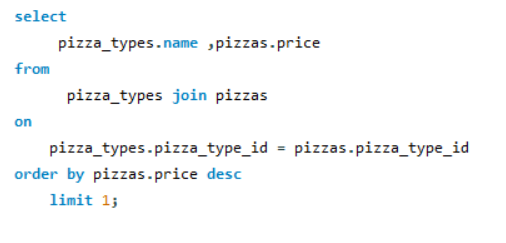 select
pizza_types.name ,pizzas.price
from
pizza_types join pizzas
on
pizza_types.pizza_type_id = pizzas.pizza_type_id
order by pizzas.price desc
limit 1;